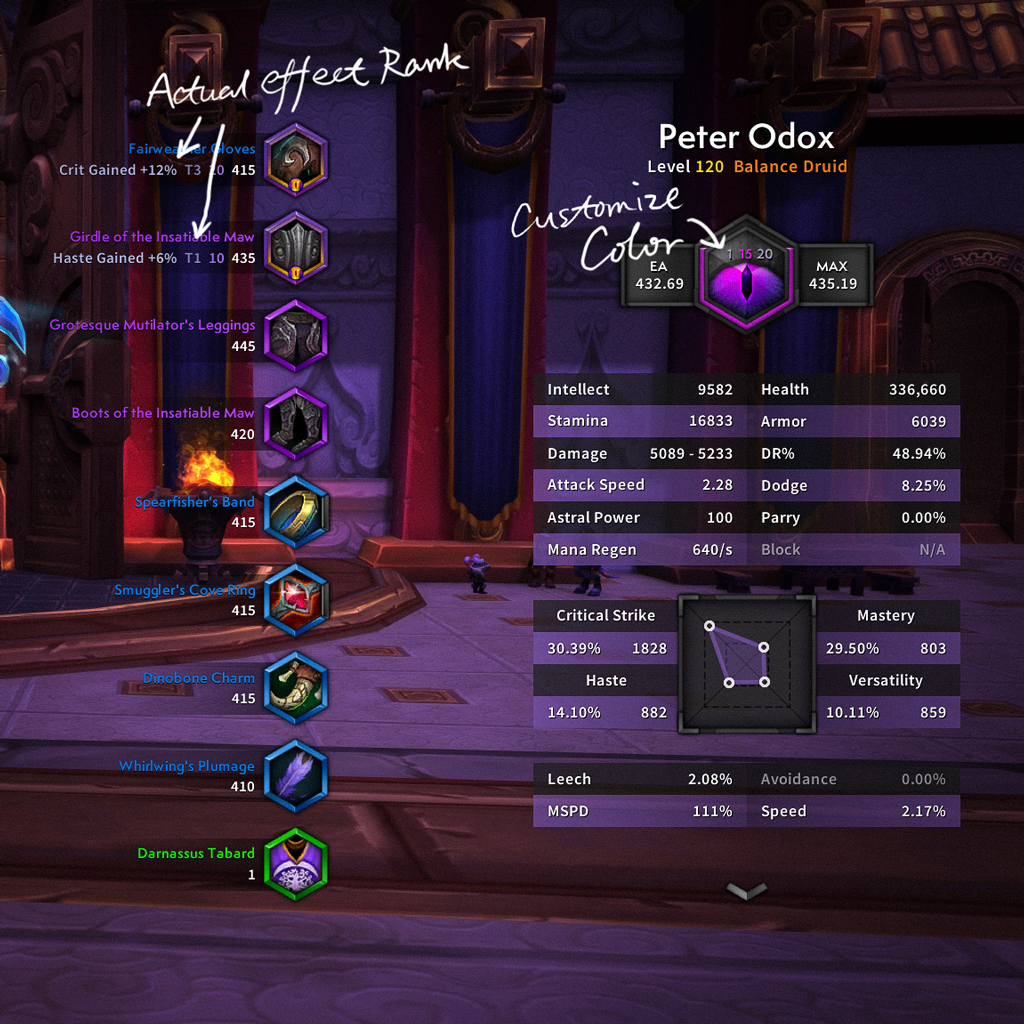 Actual effect Rank
Fairweather Gloves
Crit Gained +12% T3 20 415
Girdle of the Insatiable Maw
Haste Gained +6% T1 10 435
Grotesque Mutilator's Leggings
445
Boots of the Insatiable Maw
420
Spearfisher's Band
415
Smuggler's Cove Ring
415
Dinobone Charm
415
Whirlwing's Plumage
410
Darnassus Tabard
1
Peter Odox
Level 120 Balance Druid
Customize
Color
1 15 20
EA
432.69
MAX
435.19
Intellect 9582 Health 336,660
Stamina 16833 Armor 6039
Damage 5089 - 5233 DR% 48.94%
Attack Speed 2.28 Dodge 8.25%
Astral Power 100 Parry 0.00%
Mana Regen 640/s Block N/A
Critical Strike Mastery
30.39% 1828 29.50% 803
Haste Versatility
14.10% 882 10.11% 859
Leech 2.08% Avoidance 0.00%
MSPD 111% Speed 2.17%